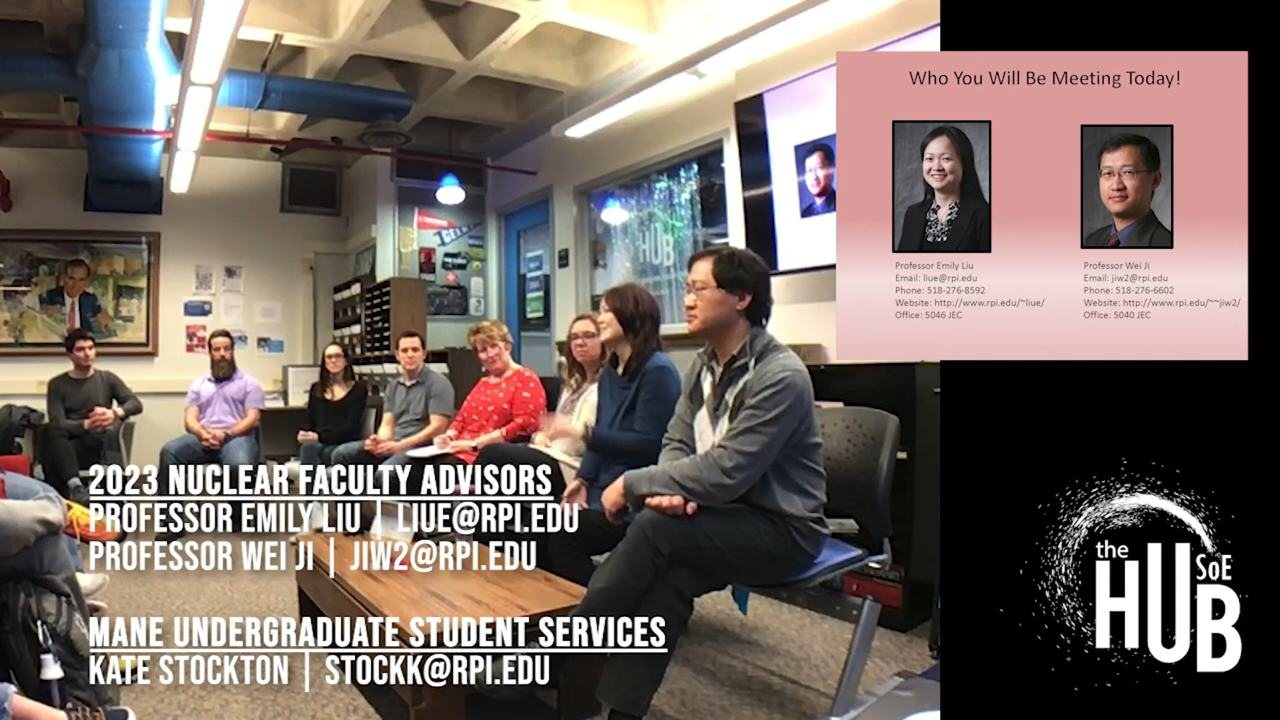 Who You Will Be Meeting Today!
Professor Emily Liu
Email: liue@rpi.edu
Phone: 518-276-8592
Website: http://www.rpi.edu/~liue/
Office: 5046 JEC
Professor Wei Ji
Email: jiw2@rpi.edu
Phone: 518-276-6602
Website: http://www.rpi.edu/~~jiw2/
Office: 5040 JEC
HUB
GEEK
2023 NUCLEAR FACULTY ADVISORS
PROFESSOR EMILY LIU | LIUE@RPI.EDU
PROFESSOR WEI JI | JIW2@RPI.EDU
MANE UNDERGRADUATE STUDENT SERVICES
KATE STOCKTON | STOCKK@RPI.EDU
the
HUB
SoE